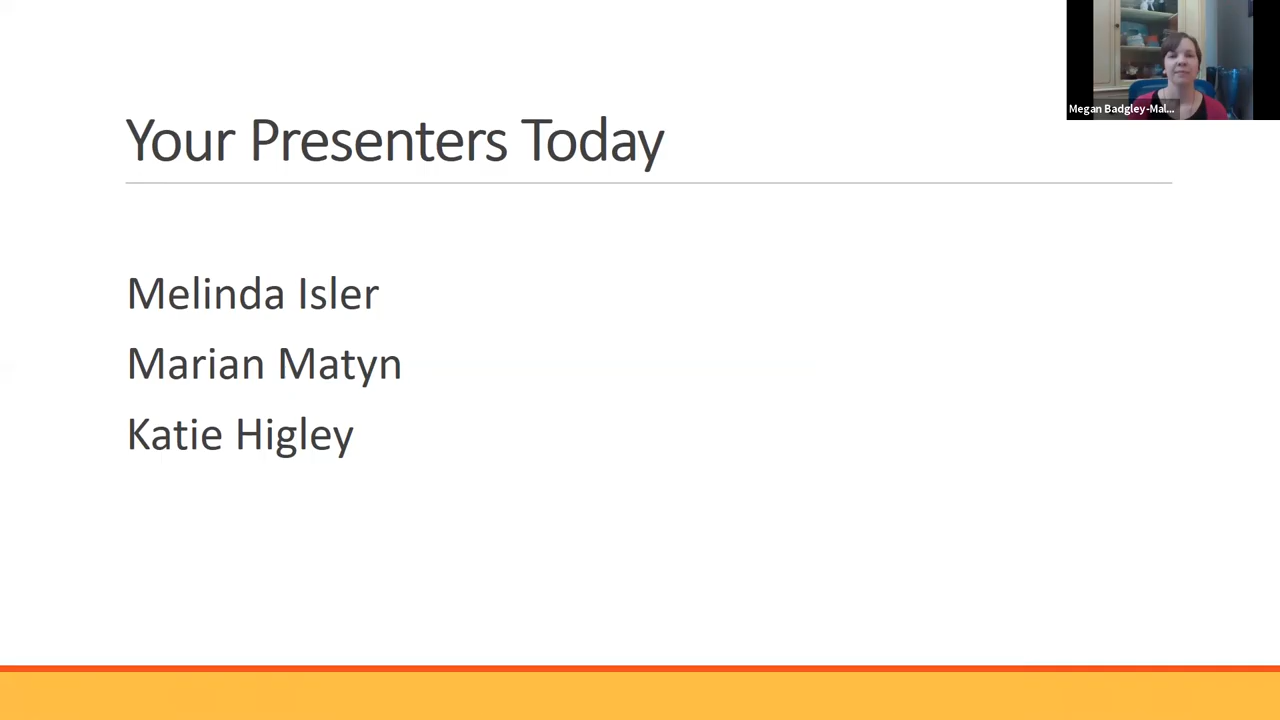 Megan Badgley-Mal...
Your Presenters Today
Melinda Isler
Marian Matyn
Katie Higley